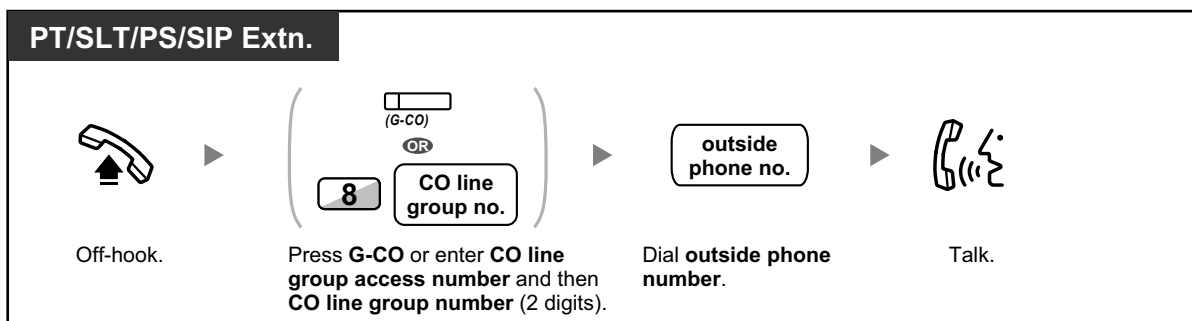 PT/SLT/PS/SIP Extn.
(G-CO)
OR
8
CO line
group no.
outside
phone no.
Off-hook.
Press G-CO or enter CO line
group access number and then
CO line group number (2 digits).
Dial outside phone
number.
Talk.